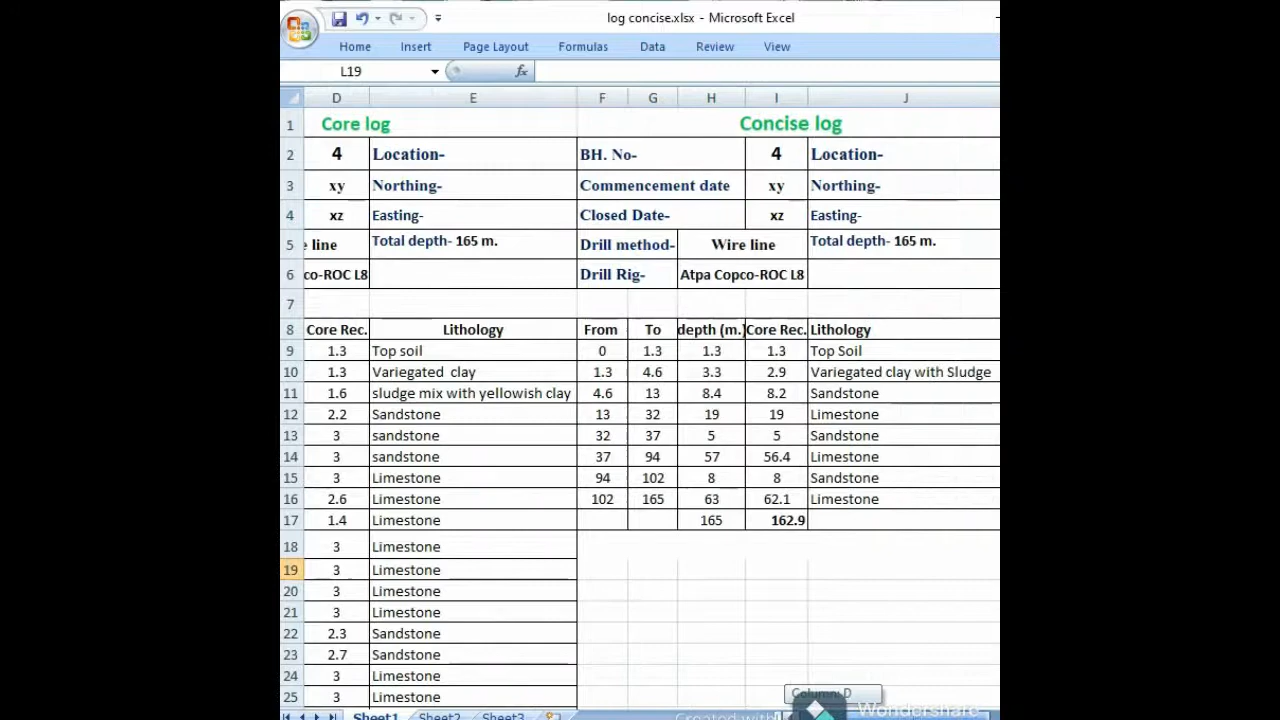 log concise.xlsx - Microsoft Excel
Home Insert Page Layout Formulas Data Review View
L19 fx
D E F G H I J
1 Core log Concise log
2 4 Location- BH. No- 4 Location-
3 xy Northing- Commencement date xy Northing-
4 xz Easting- Closed Date- xz Easting-
5 line Total depth- 165 m. Drill method- Wire line Total depth- 165 m.
6 co-ROC L8 Drill Rig- Atpa Copco-ROC L8
7
8 Core Rec. Lithology From To depth (m.) Core Rec. Lithology
9 1.3 Top soil 0 1.3 1.3 1.3 Top Soil
10 1.3 Variegated clay 1.3 4.6 3.3 2.9 Variegated clay with Sludge
11 1.6 sludge mix with yellowish clay 4.6 13 8.4 8.2 Sandstone
12 2.2 Sandstone 13 32 19 19 Limestone
13 3 sandstone 32 37 5 5 Sandstone
14 3 sandstone 37 94 57 56.4 Limestone
15 3 Limestone 94 102 8 8 Sandstone
16 2.6 Limestone 102 165 63 62.1 Limestone
17 1.4 Limestone 165 162.9
18 3 Limestone
19 3 Limestone
20 3 Limestone
21 3 Limestone
22 2.3 Sandstone
23 2.7 Sandstone
24 3 Limestone
25 3 Limestone
Column: D
Sheet1 Sheet2 Sheet3 Created with Wondershare